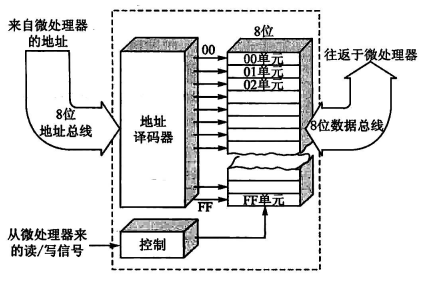 来自微处理器
的地址
8位
地址总线
地址
译码器
00
FF
8位
00单元
01单元
02单元
FF单元
往返于微处理器
8位数据总线
从微处理器来
的读/写信号
控制